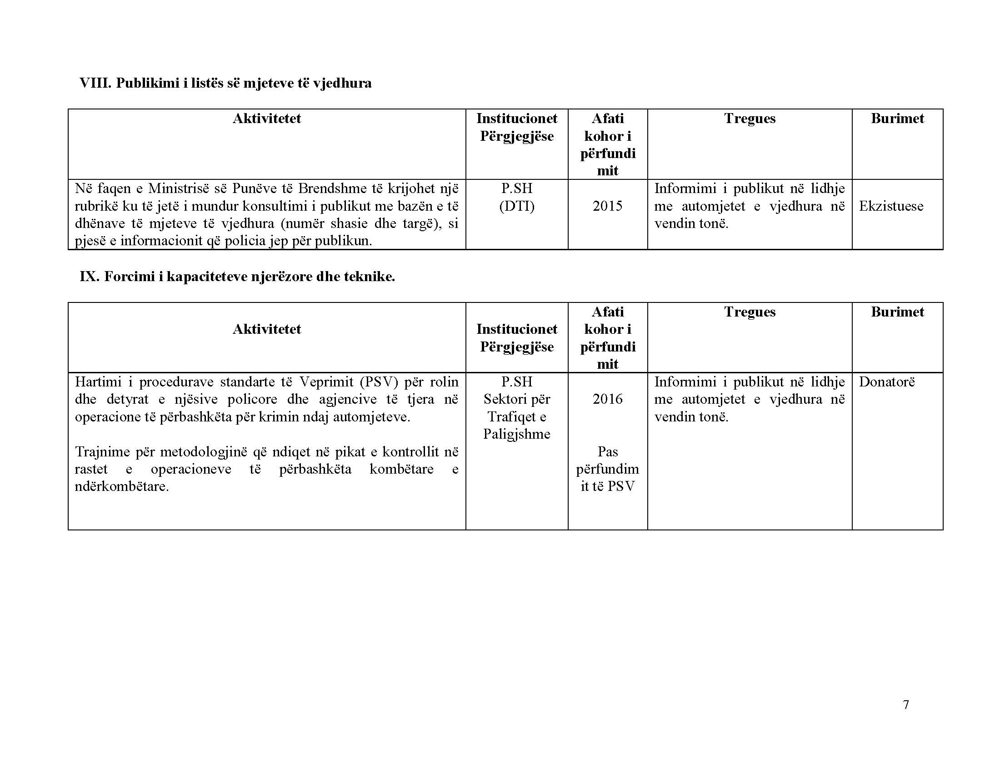 VIII. Publikimi i listës së mjeteve të vjedhura
Aktivitetet
Institucionet
Përgjegjëse
Afati
kohor i
përfundi
mit
Tregues
Burimet
Në faqen e Ministrisë së Punëve të Brendshme të krijohet një
rubrikë ku të jetë i mundur konsultimi i publikut me bazën e të
dhënave të mjeteve të vjedhura (numër shasie dhe targë), si
pjesë e informacionit që policia jep për publikun.
P.SH
(DTI)
2015
Informimi i publikut në lidhje
me automjetet e vjedhura në
vendin tonë.
Ekzistuese
IX. Forcimi i kapaciteteve njerëzore dhe teknike.
Aktivitetet
Institucionet
Përgjegjëse
Afati
kohor i
përfundi
mit
Tregues
Burimet
Hartimi i procedurave standarte të Veprimit (PSV) për rolin
dhe detyrat e njësive policore dhe agjencive të tjera në
operacione të përbashkëta për krimin ndaj automjeteve.
Trajnime për metodologjinë që ndiqet në pikat e kontrollit në
rastet e operacioneve të përbashkëta kombëtare e
ndërkombëtare.
P.SH
Sektori për
Trafiqet e
Paligjshme
2016
Pas
përfundim
it të PSV
Informimi i publikut në lidhje
me automjetet e vjedhura në
vendin tonë.
Donatorë
7